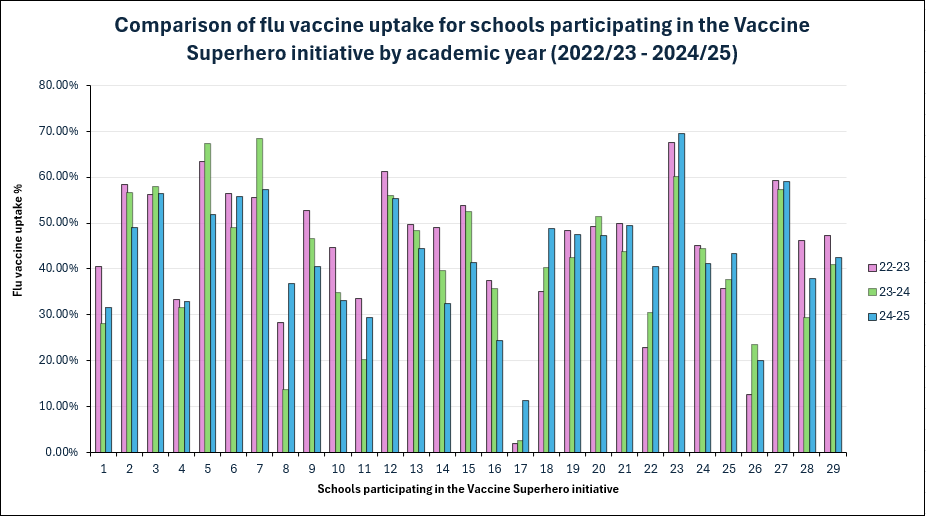 Comparison of flu vaccine uptake for schools participating in the Vaccine
Superhero initiative by academic year (2022/23 - 2024/25)
80.00%
70.00%
60.00%
50.00%
40.00%
30.00%
20.00%
10.00%
0.00%
Flu vaccine uptake %
1 2 3 4 5 6 7 8 9 10 11 12 13 14 15 16 17 18 19 20 21 22 23 24 25 26 27 28 29
Schools participating in the Vaccine Superhero initiative
22-23
23-24
24-25